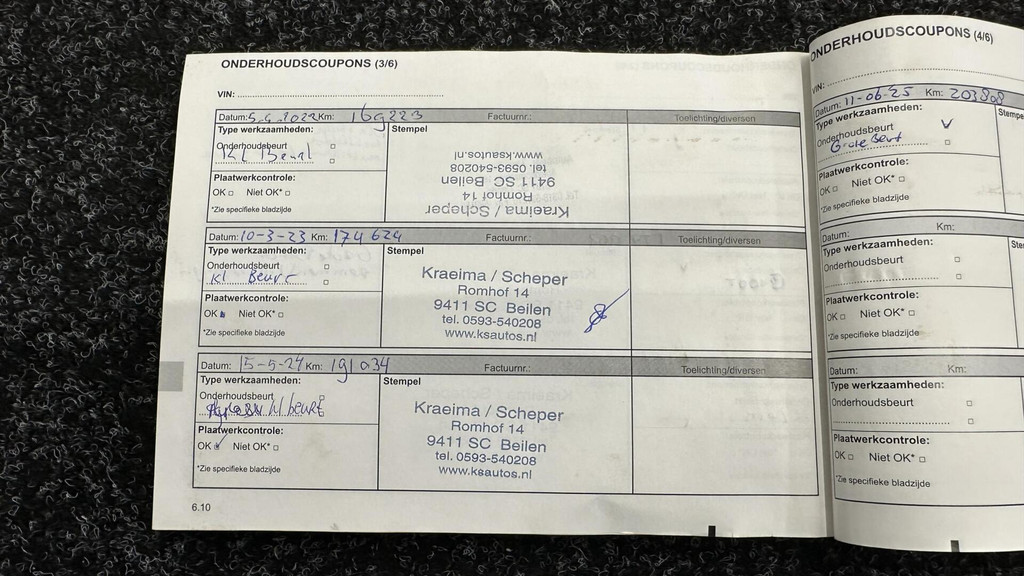 ONDERHOUDSCOUPONS (3/6)
VIN:
Datum: 5-4-2022 Km: 169223 Factuurnr.: Toelichting/diversen
Type werkzaamheden: Stempel
Onderhoudsbeurt
Kl Beurt
Plaatwerkcontrole:
OK Niet OK*
*Zie specifieke bladzijde
Kraeima / Scheper
Romhof 14
9411 SC Beilen
tel. 0593-540208
www.ksautos.nl
Datum: 10-3-23 Km: 174624 Factuurnr.: Toelichting/diversen
Type werkzaamheden: Stempel
Onderhoudsbeurt
Kl Beurt
Plaatwerkcontrole:
OK Niet OK*
*Zie specifieke bladzijde
Kraeima / Scheper
Romhof 14
9411 SC Beilen
tel. 0593-540208
www.ksautos.nl
Datum: 15-5-24 Km: 191034 Factuurnr.: Toelichting/diversen
Type werkzaamheden: Stempel
Onderhoudsbeurt
kl beurt
Plaatwerkcontrole:
OK Niet OK*
*Zie specifieke bladzijde
Kraeima / Scheper
Romhof 14
9411 SC Beilen
tel. 0593-540208
www.ksautos.nl
6.10
ONDERHOUDSCOUPONS (4/6)
VIN:
Datum: 11-06-25 Km: 203808
Type werkzaamheden: Stempe
Onderhoudsbeurt V
Grote Beurt
Plaatwerkcontrole:
OK Niet OK*
*Zie specifieke bladzijde
Datum: Km:
Type werkzaamheden: Ste
Onderhoudsbeurt
Plaatwerkcontrole:
OK Niet OK*
*Zie specifieke bladzijde
Datum: Km:
Type werkzaamheden:
Onderhoudsbeurt
Plaatwerkcontrole:
OK Niet OK*
*Zie specifieke bladzijde